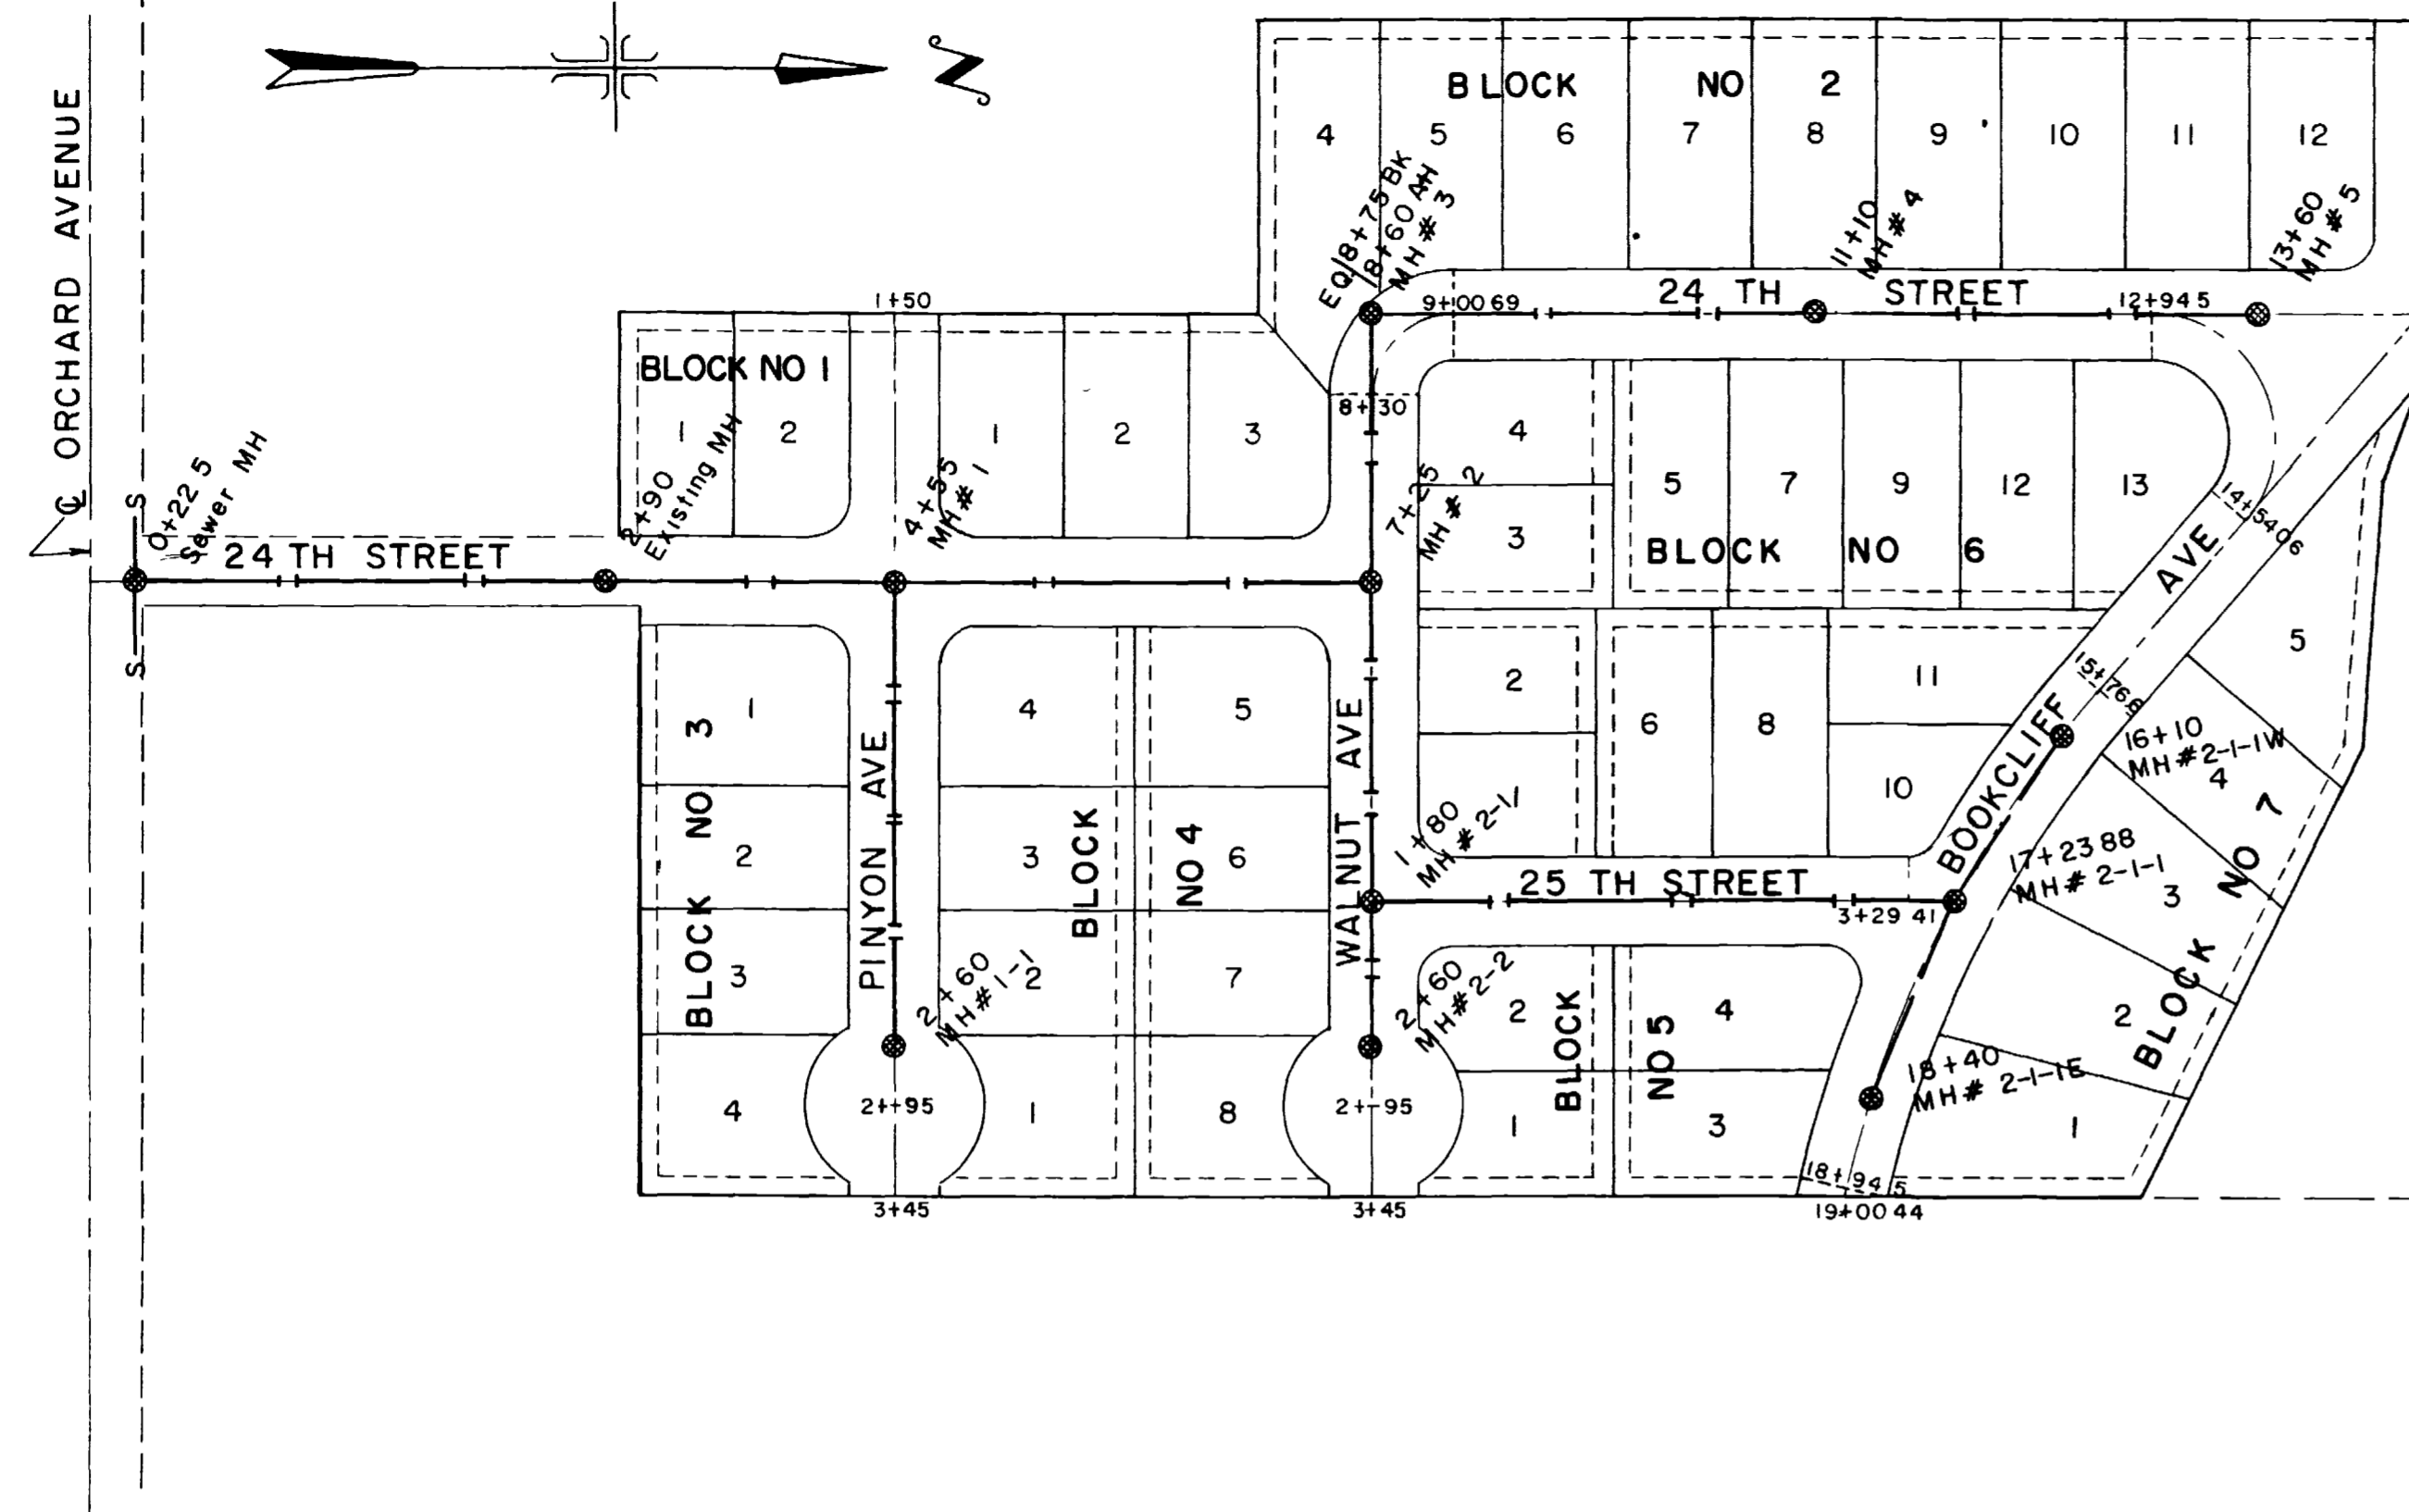 N
℄ ORCHARD AVENUE
BLOCK NO 2
4 5 6 7 8 9 10 11 12
EQ 8+75 BK
8+60 AH
MH # 3
11+10
MH # 4
13+60
MH # 5
24 TH STREET
9+00 69
12+94 5
1+50
BLOCK NO 1
1 2 1 2 3
8+30
0+22 5
Sewer MH
2+90
Existing MH
4+55
MH # 1
7+25
MH # 2
S
S
24 TH STREET
4
3
5 7 9 12 13
BLOCK NO 6
2
6 8
11
10
14+54 06
15+76 6
BOOKCLIFF AVE
16+10
MH # 2-1-1W
17+23 88
MH # 2-1-1
18+40
MH # 2-1-1E
5
4
3
2
1
BLOCK NO 7
BLOCK NO 3
1
2
3
4
PINYON AVE
2+60
MH # 1-1
2+95
3+45
BLOCK NO 4
4 5
3 6
2 7
1 8
WALNUT AVE
1+80
MH # 2-1
25 TH STREET
3+29 41
2+60
MH # 2-2
2+95
3+45
BLOCK NO 5
2 4
1 3
18+94 5
19+00 44